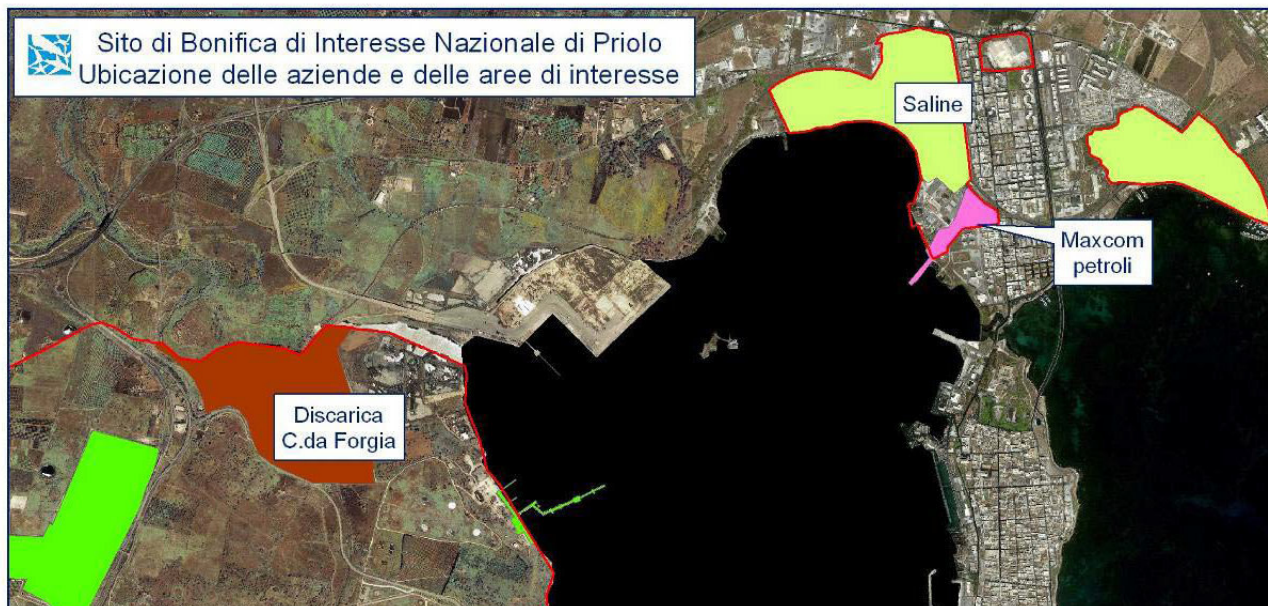 Sito di Bonifica di Interesse Nazionale di Priolo
Ubicazione delle aziende e delle aree di interesse
Saline
Maxcom
petroli
Discarica
C.da Forgia